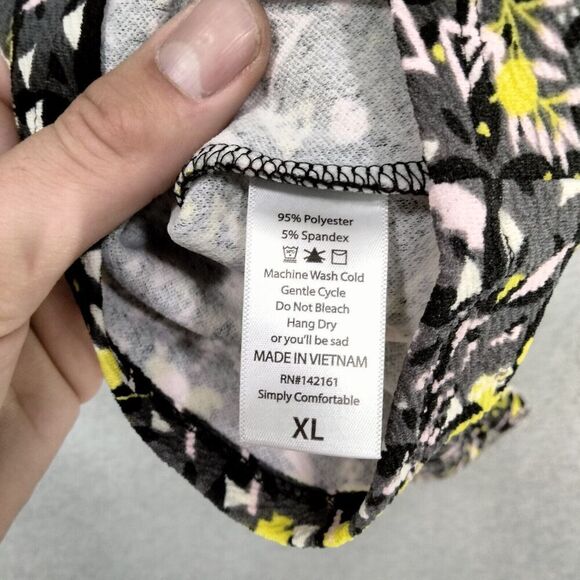 95% Polyester
5% Spandex
Machine Wash Cold
Gentle Cycle
Do Not Bleach
Hang Dry
or you'll be sad
MADE IN VIETNAM
RN#142161
Simply Comfortable
XL